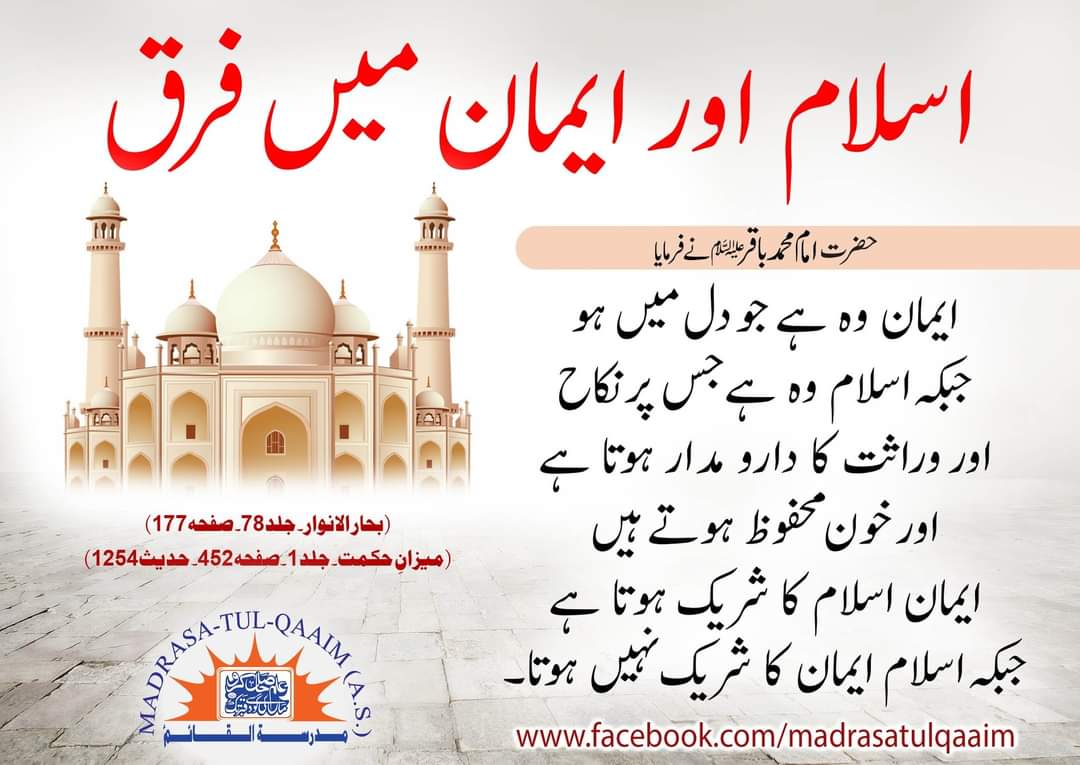 اسلام اور ایمان میں فرق
حضرت امام محمد باقر علیہ السلام نے فرمایا
ایمان وہ ہے جو دل میں ہو
جبکہ اسلام وہ ہے جس پر نکاح
اور وراثت کا دارو مدار ہوتا ہے
اور خون محفوظ ہوتے ہیں
ایمان اسلام کا شریک ہوتا ہے
جبکہ اسلام ایمان کا شریک نہیں ہوتا۔
(بحار الانوار۔جلد78۔صفحہ177)
(میزانِ حکمت۔جلد1۔صفحہ452۔حدیث1254)
MADRASA-TUL-QAAIM (A.S.)
مدرسة القائم
www.facebook.com/madrasatulqaaim